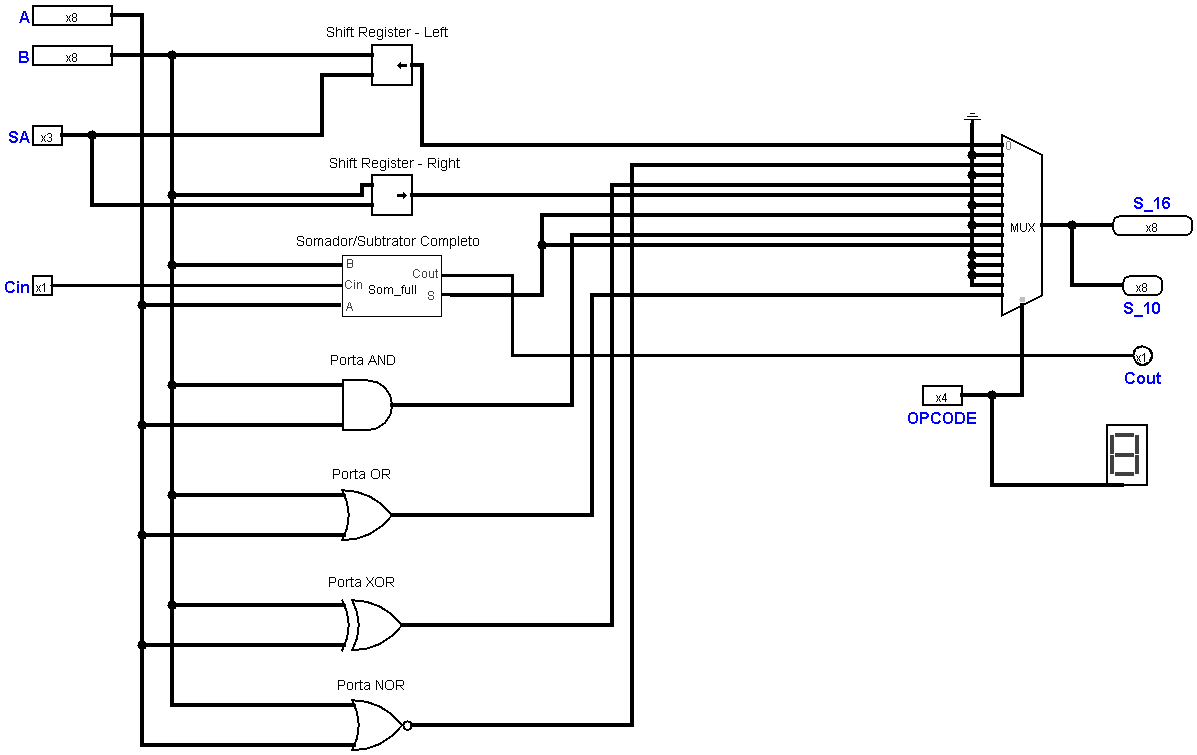 A x8
B x8
Shift Register - Left
SA x3
0
Shift Register - Right
S_16
x8
MUX
Somador/Subtrator Completo
B
Cout
Cin x1
Cin
Som_full
S
A
x8
S_10
Porta AND
x1
Cout
x4
OPCODE
Porta OR
Porta XOR
Porta NOR